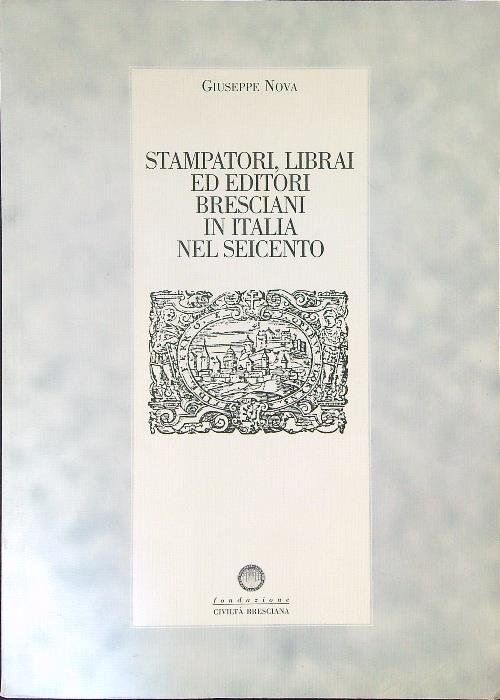 GIUSEPPE NOVA
STAMPATORI, LIBRAI
ED EDITORI
BRESCIANI
IN ITALIA
NEL SEICENTO
fondazione
CIVILTÀ BRESCIANA